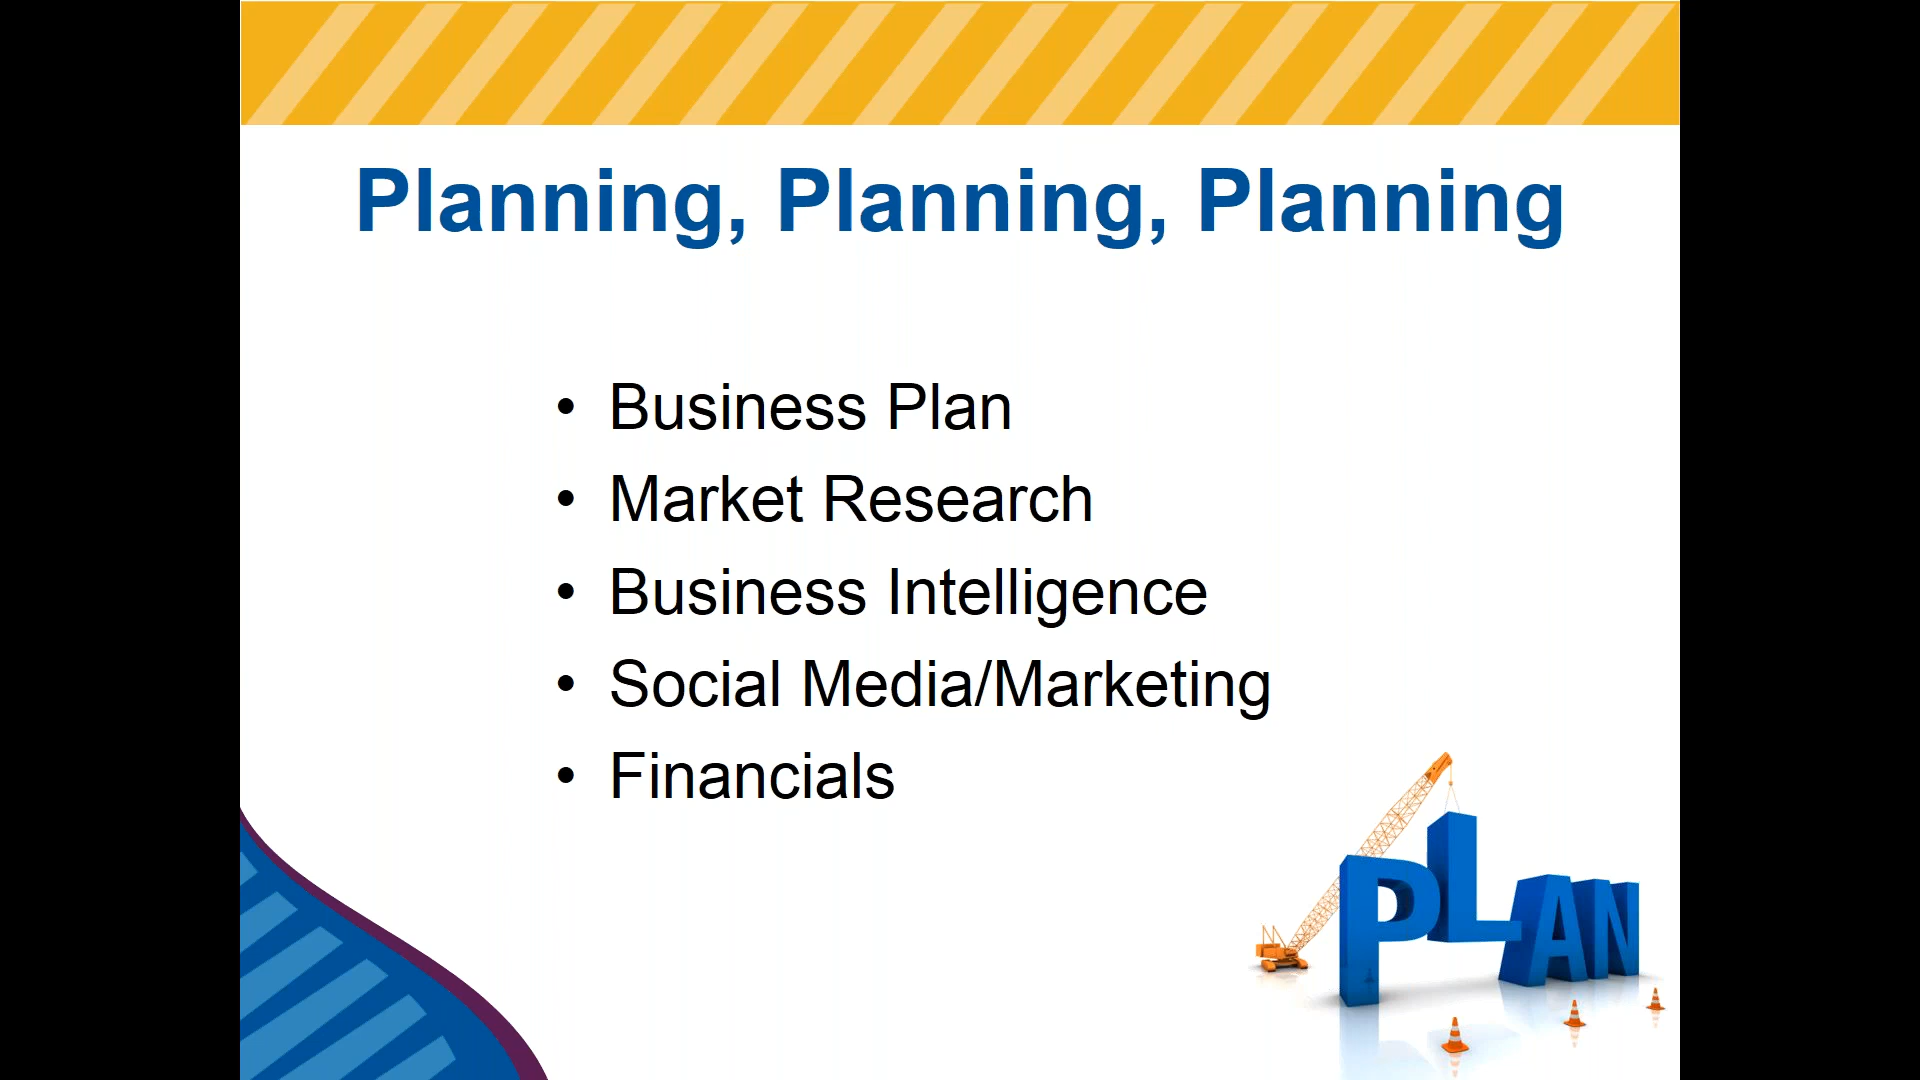 Planning, Planning, Planning
• Business Plan
• Market Research
• Business Intelligence
• Social Media/Marketing
• Financials
PLAN